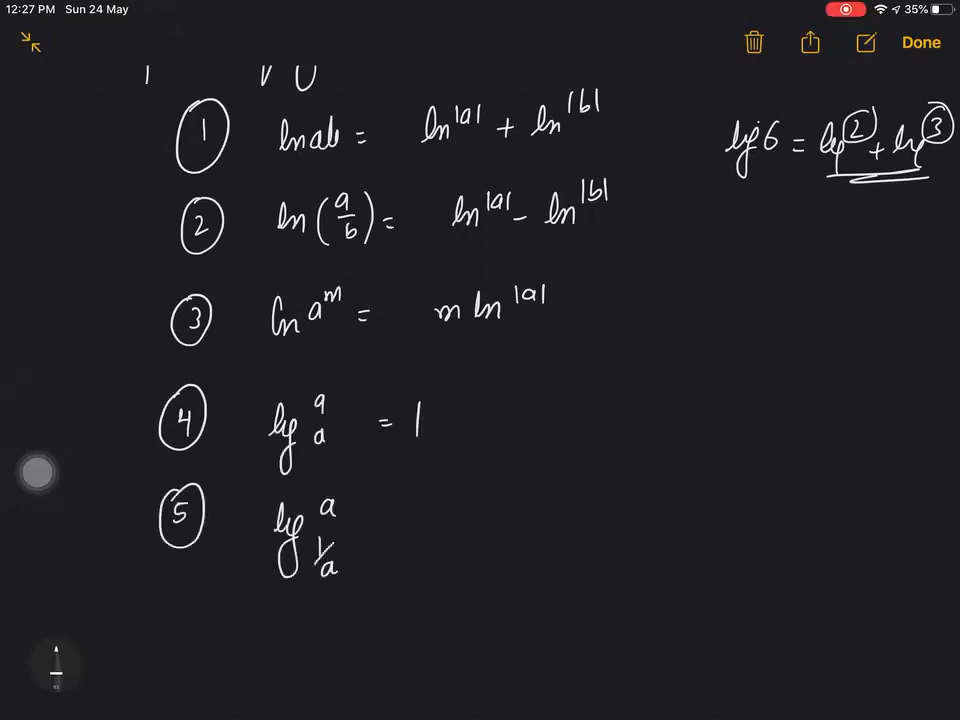 12:27 PM Sun 24 May 35%
Done
① ln ab = ln|a| + ln|b|
log 6 = log 2 + log 3
② ln (a/b) = ln|a| - ln|b|
③ ln a^m = m ln|a|
④ log_a a = 1
⑤ log_{1/a} a